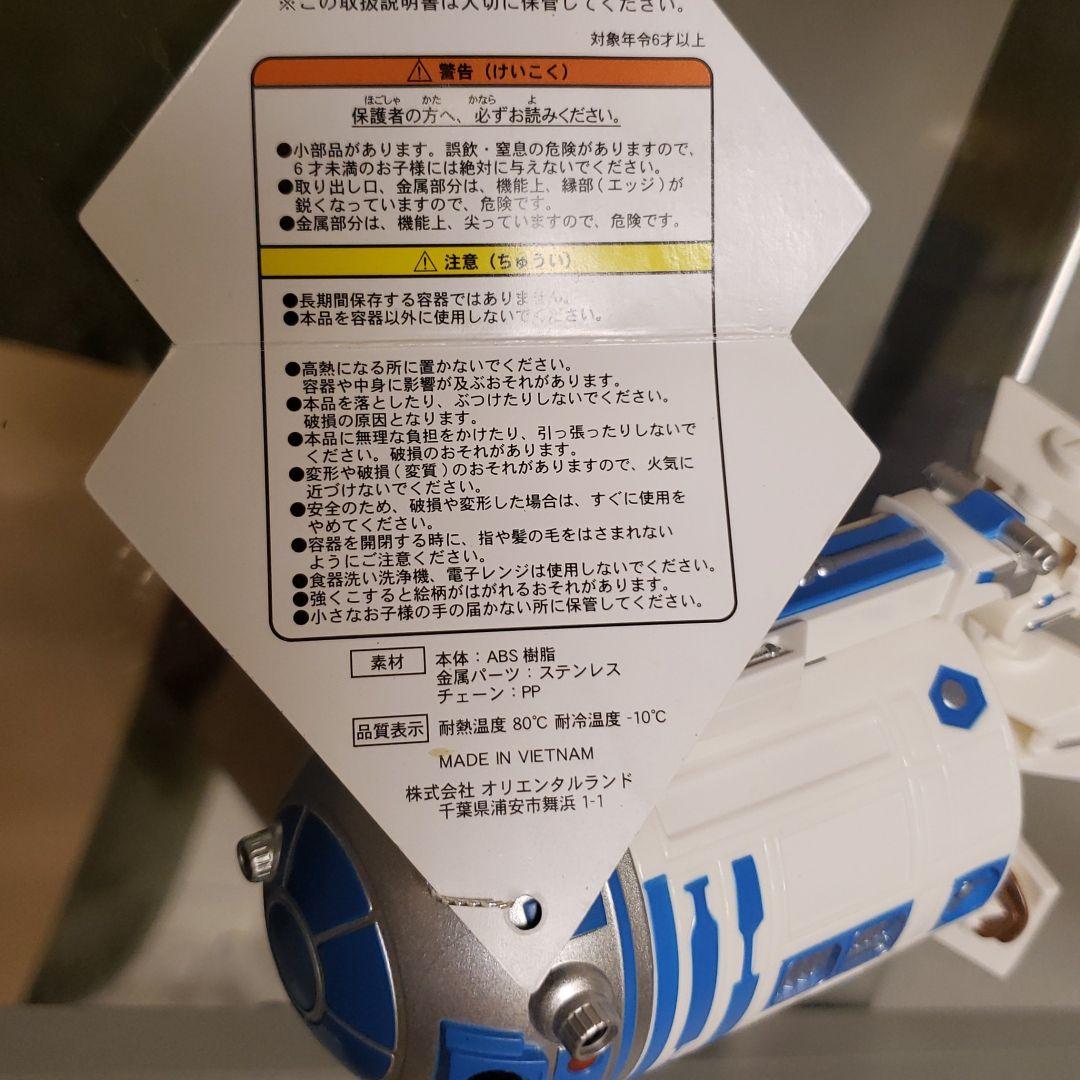 ※この取扱説明書は大切に保管してください。
対象年令6才以上
⚠ 警告（けいこく）
ほごしゃ かた かなら よ
保護者の方へ、必ずお読みください。
●小部品があります。誤飲・窒息の危険がありますので、
６才未満のお子様には絶対に与えないでください。
●取り出し口、金属部分は、機能上、縁部(エッジ)が
鋭くなっていますので、危険です。
●金属部分は、機能上、尖っていますので、危険です。
⚠ 注意（ちゅうい）
●長期間保存する容器ではありません。
●本品を容器以外に使用しないでください。
●高熱になる所に置かないでください。
容器や中身に影響が及ぶおそれがあります。
●本品を落としたり、ぶつけたりしないでください。
破損の原因となります。
●本品に無理な負担をかけたり、引っ張ったりしないで
ください。破損のおそれがあります。
●変形や破損(変質)のおそれがありますので、火気に
近づけないでください。
●安全のため、破損や変形した場合は、すぐに使用を
やめてください。
●容器を開閉する時に、指や髪の毛をはさまれない
ようにご注意ください。
●食器洗い洗浄機、電子レンジは使用しないでください。
●強くこすると絵柄がはがれるおそれがあります。
●小さなお子様の手の届かない所に保管してください。
素材 本体：ABS 樹脂
金属パーツ：ステンレス
チェーン：PP
品質表示 耐熱温度 80℃ 耐冷温度 -10℃
MADE IN VIETNAM
株式会社 オリエンタルランド
千葉県浦安市舞浜 1-1